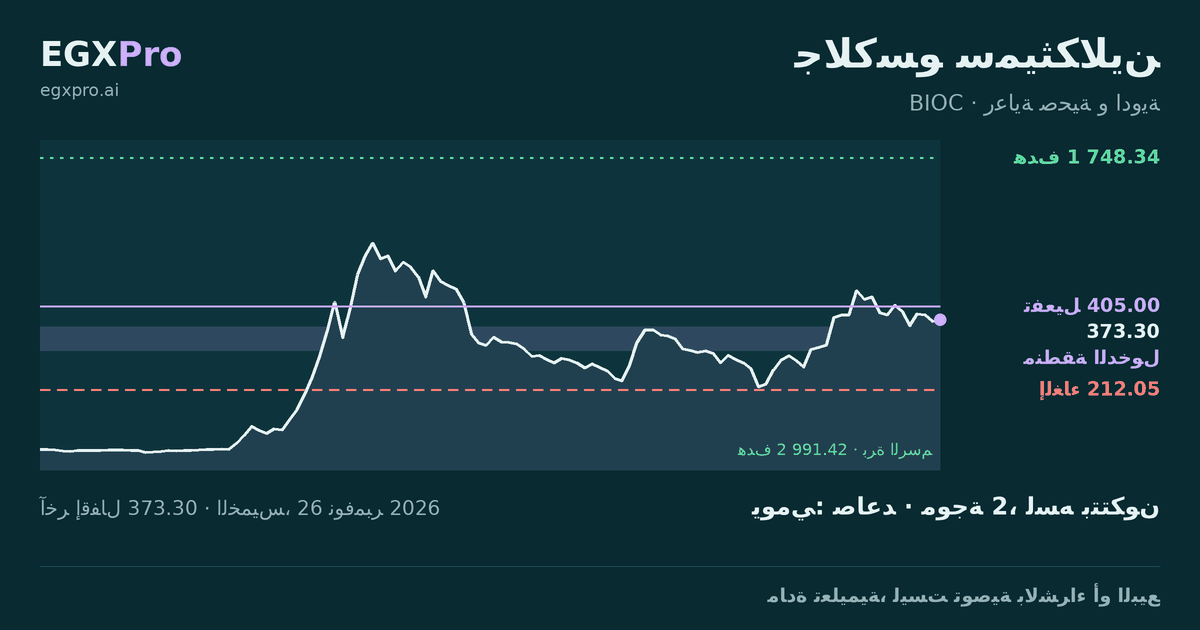 EGXPro
egxpro.ai
جلاكسو سميثكلاين
BIOC · رعاية صحية و ادوية
هدف 1 748.34
تفعيل 405.00
373.30
منطقة الدخول
إلغاء 212.05
هدف 2 991.42 · برة الرسم
آخر إقفال 373.30 · الخميس، 26 نوفمبر 2026
يومي: صاعد · موجة 2، لسه بتتكون
مادة تعليمية، ليست توصية بالشراء أو البيع